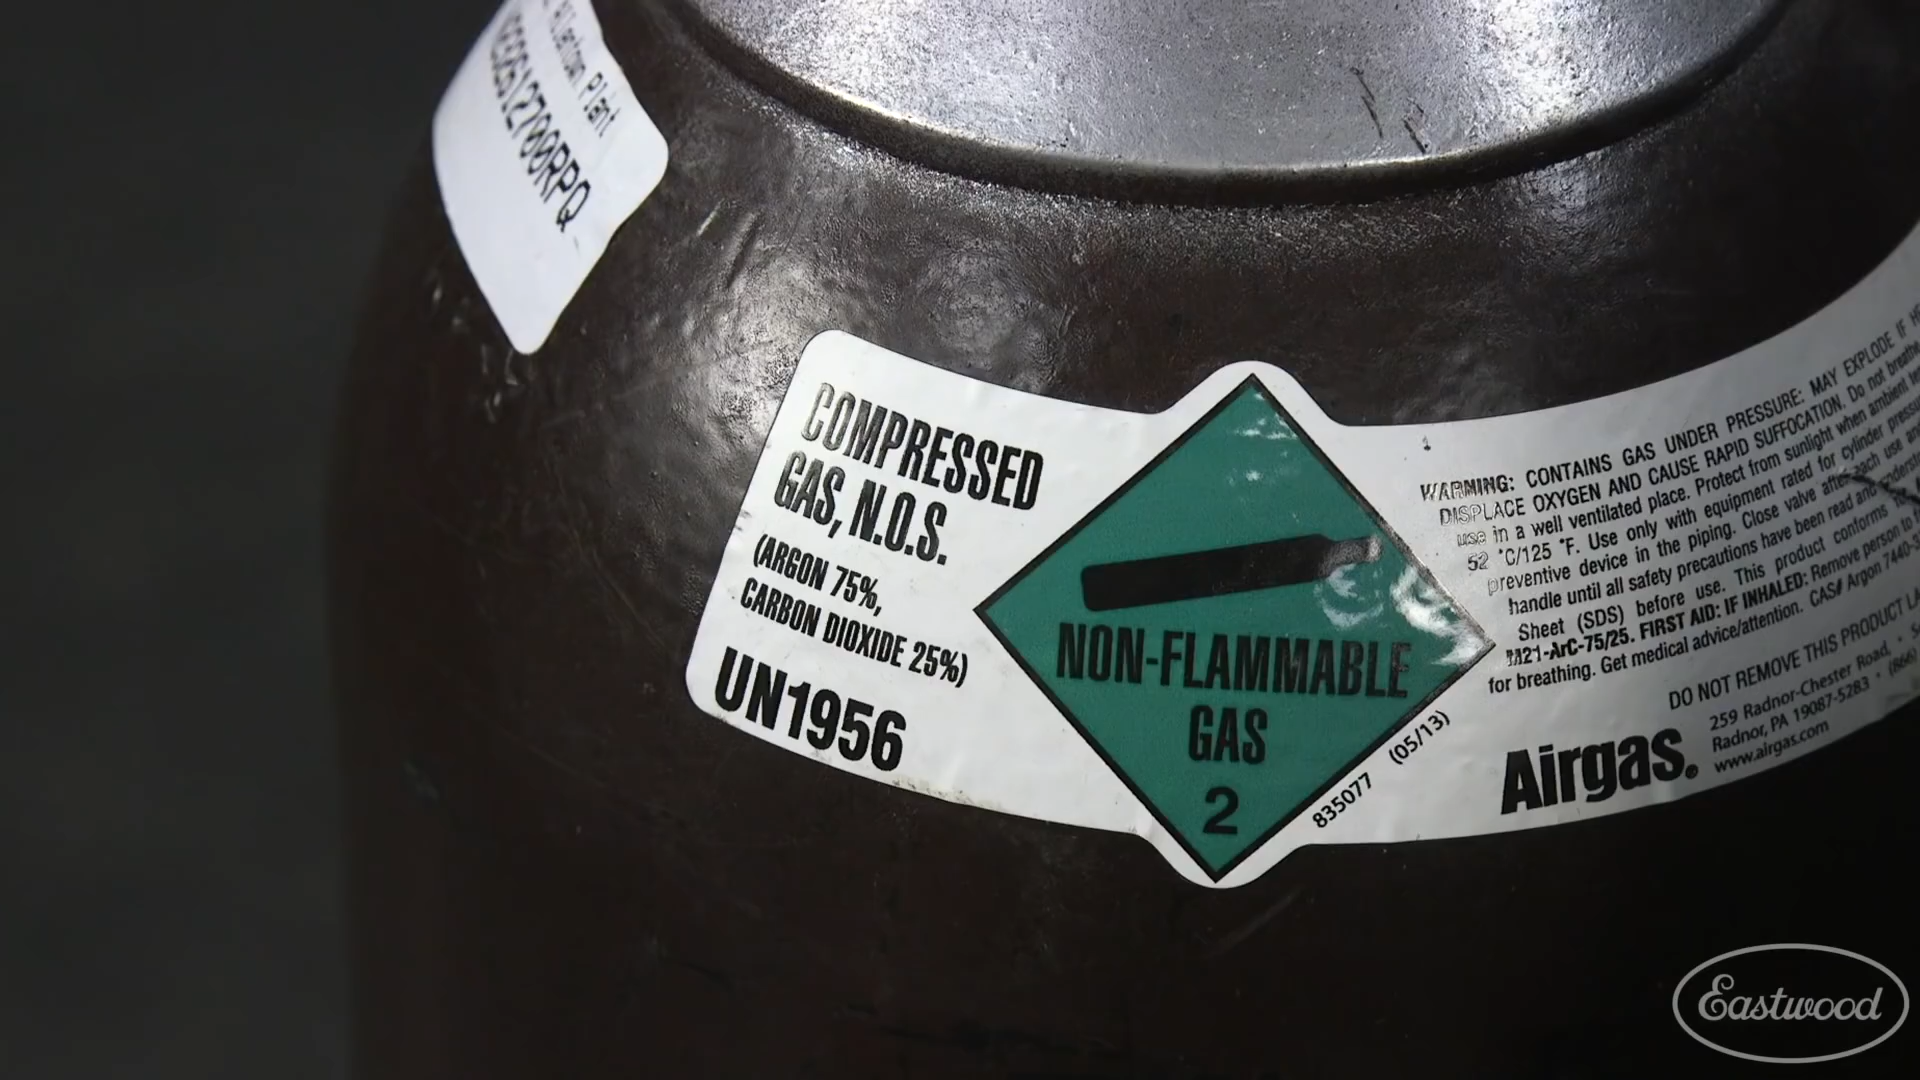 Plant
COMPRESSED
GAS, N.O.S.
(ARGON 75%,
CARBON DIOXIDE 25%)
UN1956
NON-FLAMMABLE
GAS
2
835077 (05/13)
WARNING: CONTAINS GAS UNDER PRESSURE: MAY EXPLODE IF
DISPLACE OXYGEN AND CAUSE RAPID SUFFOCATION. Do not breathe
use in a well ventilated place. Protect from sunlight when ambient
52 °C/125 °F. Use only with equipment rated for cylinder
preventive device in the piping. Close valve after each use
handle until all safety precautions have been read and
Sheet (SDS) before use. This product conforms
M21-ArC-75/25. FIRST AID: IF INHALED: Remove person to
for breathing. Get medical advice/attention. CAS# Argon
DO NOT REMOVE THIS PRODUCT
Airgas.
259 Radnor-Chester Road,
Radnor, PA 19087-5283 • (866)
www.airgas.com
Eastwood